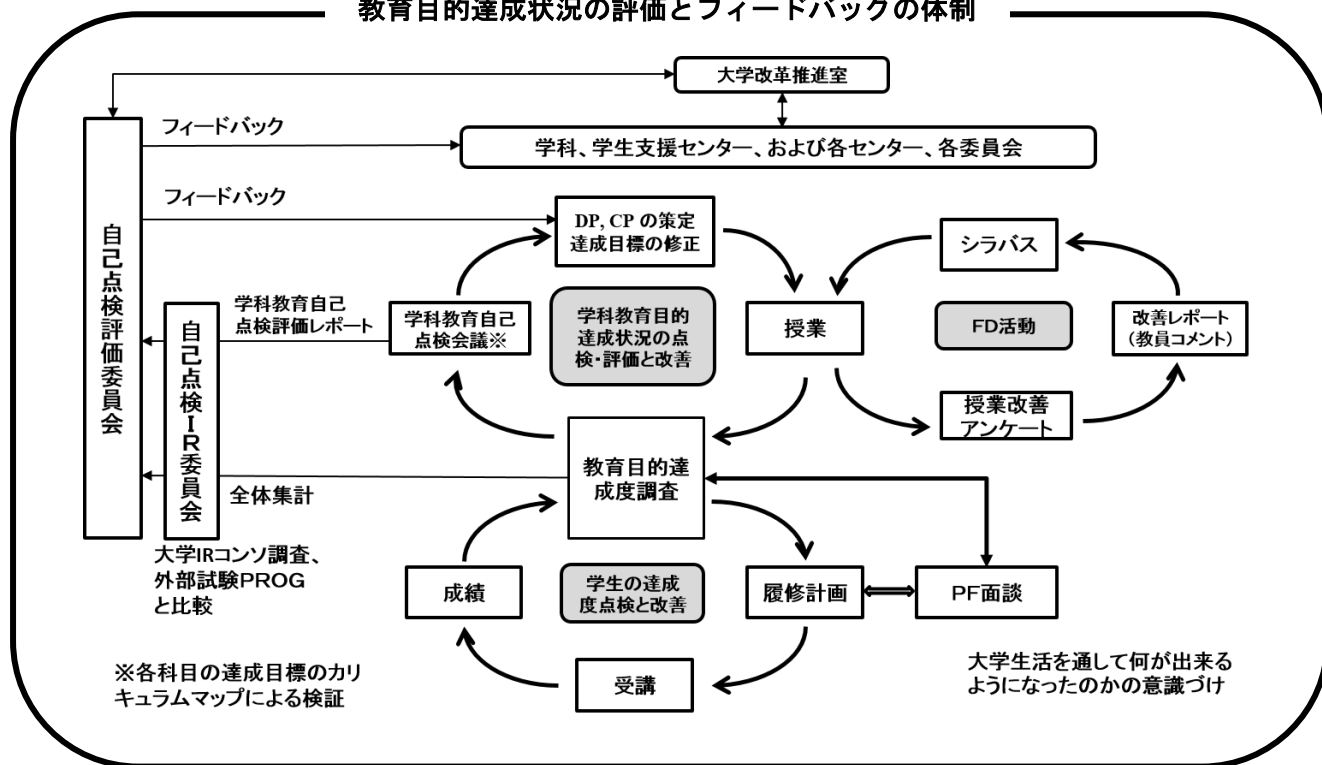 教育目的達成状況の評価とフィードバックの体制
大学改革推進室
フィードバック
学科、学生支援センター、および各センター、各委員会
フィードバック
DP, CP の策定
達成目標の修正
シラバス
自己点検評価委員会
自己点検IR委員会
学科教育自己
点検評価レポート
学科教育自己
点検会議※
学科教育目的
達成状況の点
検・評価と改善
授業
FD活動
改善レポート
(教員コメント)
授業改善
アンケート
教育目的達
成度調査
全体集計
大学IRコンソ調査、
外部試験PROG
と比較
成績
学生の達成
度点検と改善
履修計画
PF面談
受講
※各科目の達成目標のカリ
キュラムマップによる検証
大学生活を通して何が出来る
ようになったのかの意識づけ